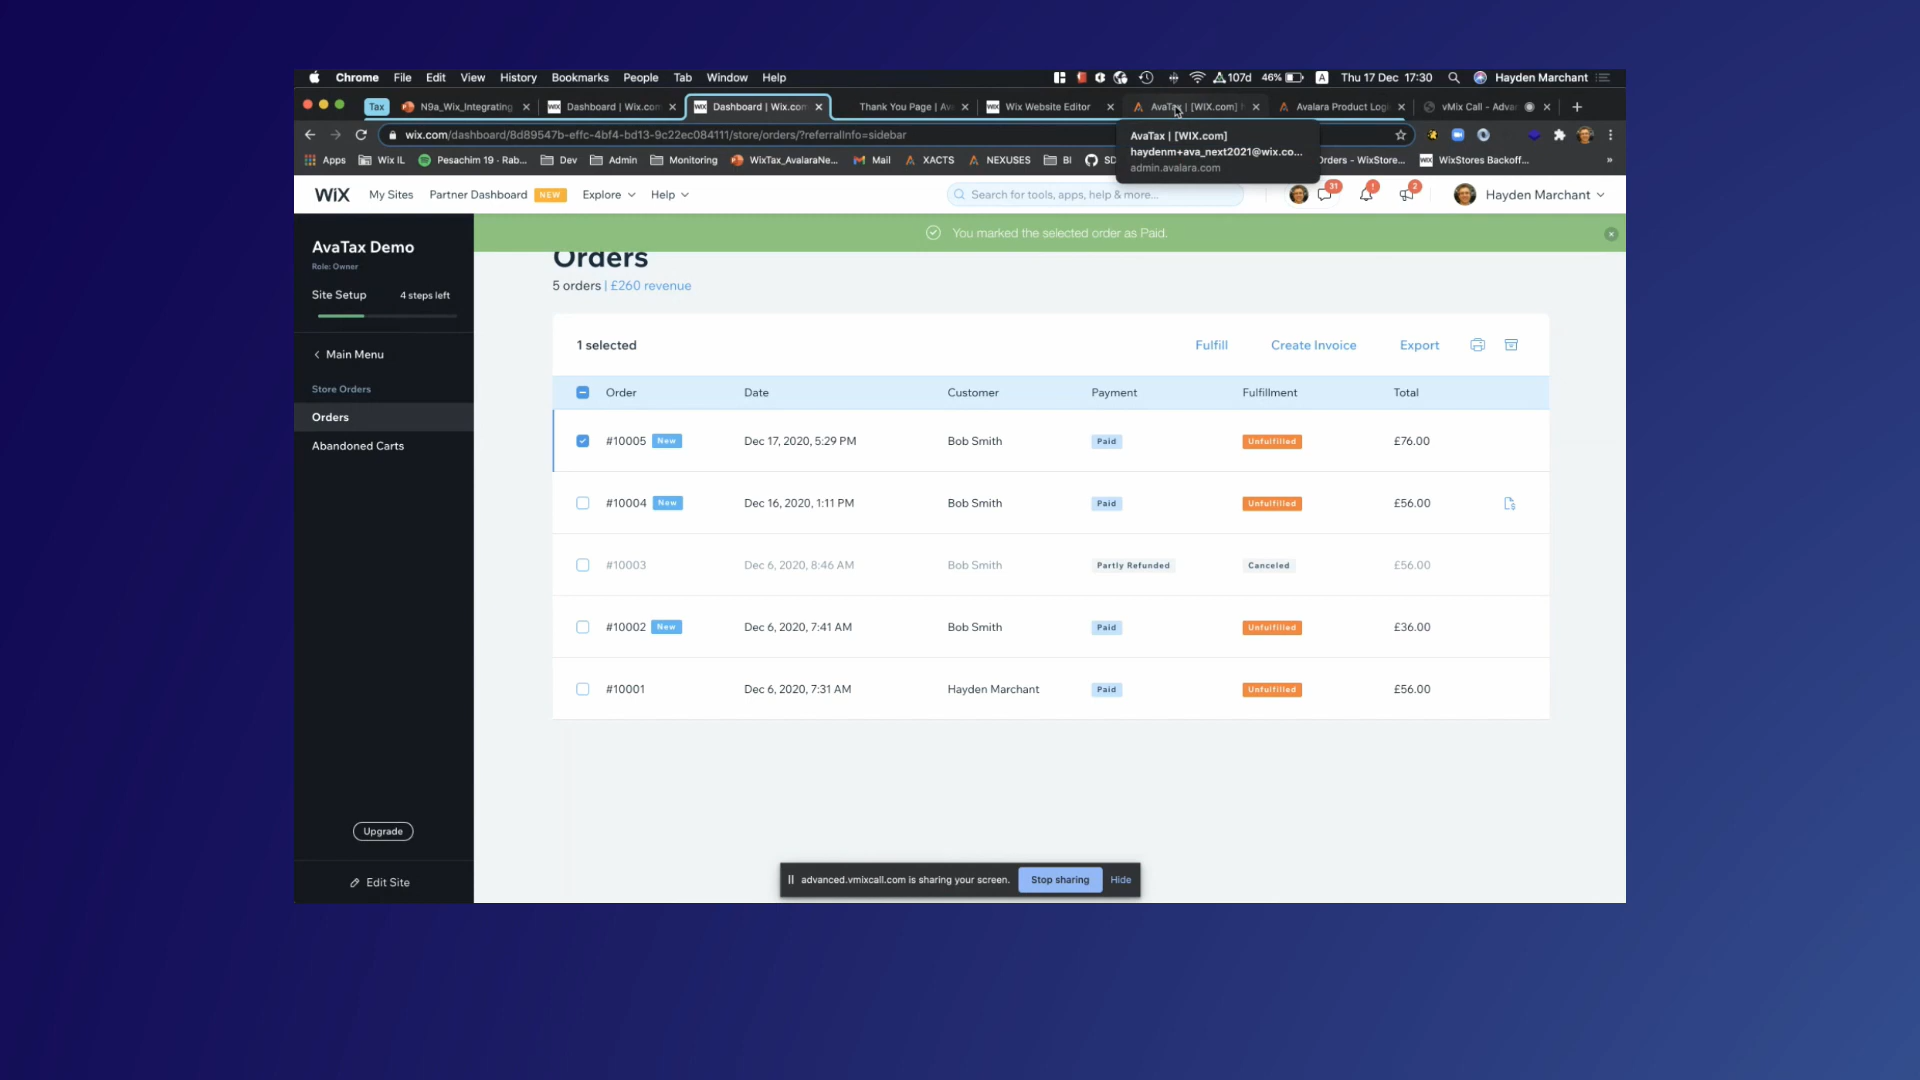 Chrome File Edit View History Bookmarks People Tab Window Help 107d 46% A Thu 17 Dec 17:30 Hayden Marchant
Tax N9a_Wix_Integrating Dashboard | Wix.com Dashboard | Wix.com Thank You Page | Ava Wix Website Editor AvaTax | [WIX.com] Avalara Product Logi vMix Call - Advan
wix.com/dashboard/8d89547b-effc-4bf4-bd13-9c22ec084111/store/orders/?referralInfo=sidebar
AvaTax | [WIX.com]
haydenm+ava_next2021@wix.co...
admin.avalara.com
Apps Wix IL Pesachim 19 - Rab... Dev Admin Monitoring WixTax_AvalaraNe... Mail XACTS NEXUSES BI SD Orders - WixStore... WixStores Backoff... »
WiX My Sites Partner Dashboard NEW Explore Help Search for tools, apps, help & more... 31 ! 2 Hayden Marchant
You marked the selected order as Paid.
AvaTax Demo
Role: Owner
Site Setup 4 steps left
Main Menu
Store Orders
Orders
Abandoned Carts
Upgrade
Edit Site
Orders
5 orders | £260 revenue
1 selected Fulfill Create Invoice Export
Order Date Customer Payment Fulfillment Total
#10005 New Dec 17, 2020, 5:29 PM Bob Smith Paid Unfulfilled £76.00
#10004 New Dec 16, 2020, 1:11 PM Bob Smith Paid Unfulfilled £56.00
#10003 Dec 6, 2020, 8:46 AM Bob Smith Partly Refunded Canceled £56.00
#10002 New Dec 6, 2020, 7:41 AM Bob Smith Paid Unfulfilled £36.00
#10001 Dec 6, 2020, 7:31 AM Hayden Marchant Paid Unfulfilled £56.00
advanced.vmixcall.com is sharing your screen. Stop sharing Hide